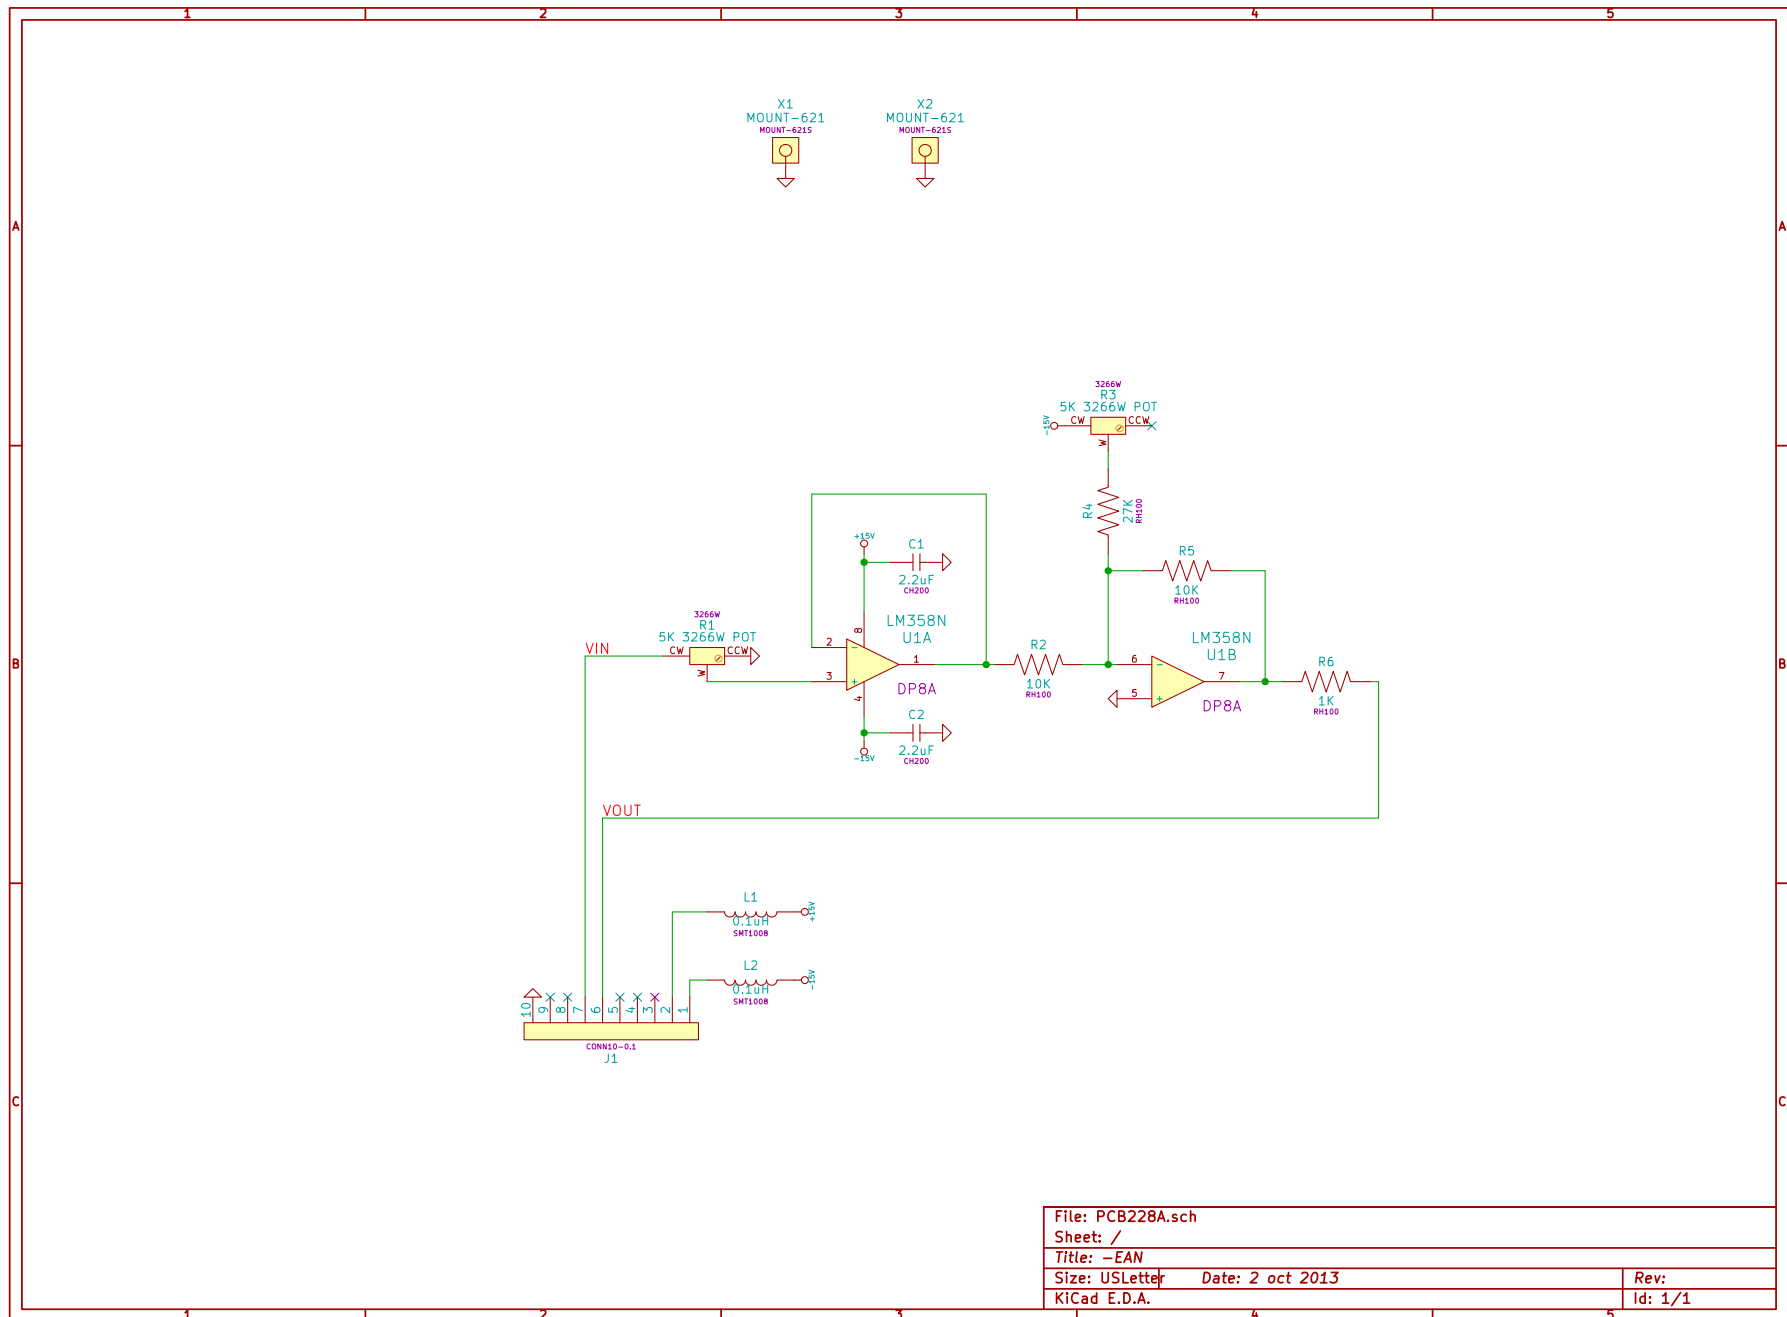 1 2 3 4 5
X1
MOUNT-621
MOUNT-621S
X2
MOUNT-621
MOUNT-621S
A A
3266W
R3
5K 3266W POT
-15V CW CCW
W
R4
27K
RH100
+15V
C1
2.2uF
CH200
R5
10K
RH100
3266W
R1
5K 3266W POT
VIN CW CCW
W
LM358N
U1A
8
2
-
1
3
+
4
DP8A
R2
10K
RH100
LM358N
U1B
6
-
7
5
+
DP8A
R6
1K
RH100
B B
C2
2.2uF
CH200
-15V
VOUT
L1
0.1uH
SMT1008
+15V
L2
0.1uH
SMT1008
-15V
10 9 8 7 6 5 4 3 2 1
CONN10-0.1
J1
C C
File: PCB228A.sch
Sheet: /
Title: -EAN
Size: USLetter Date: 2 oct 2013 Rev:
KiCad E.D.A. Id: 1/1
1 2 3 4 5